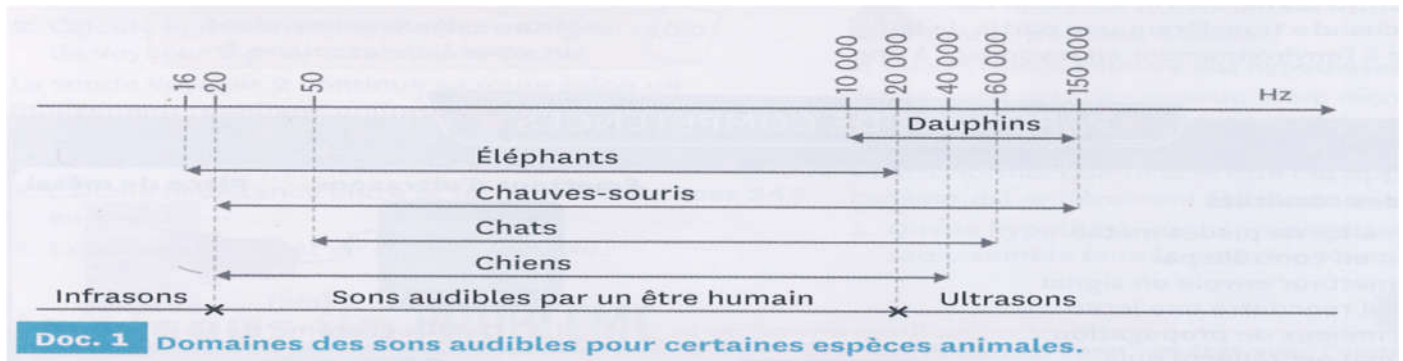 16 20 50 10 000 20 000 40 000 60 000 150 000
Hz
Dauphins
Éléphants
Chauves-souris
Chats
Chiens
Infrasons Sons audibles par un être humain Ultrasons
Doc. 1 Domaines des sons audibles pour certaines espèces animales.